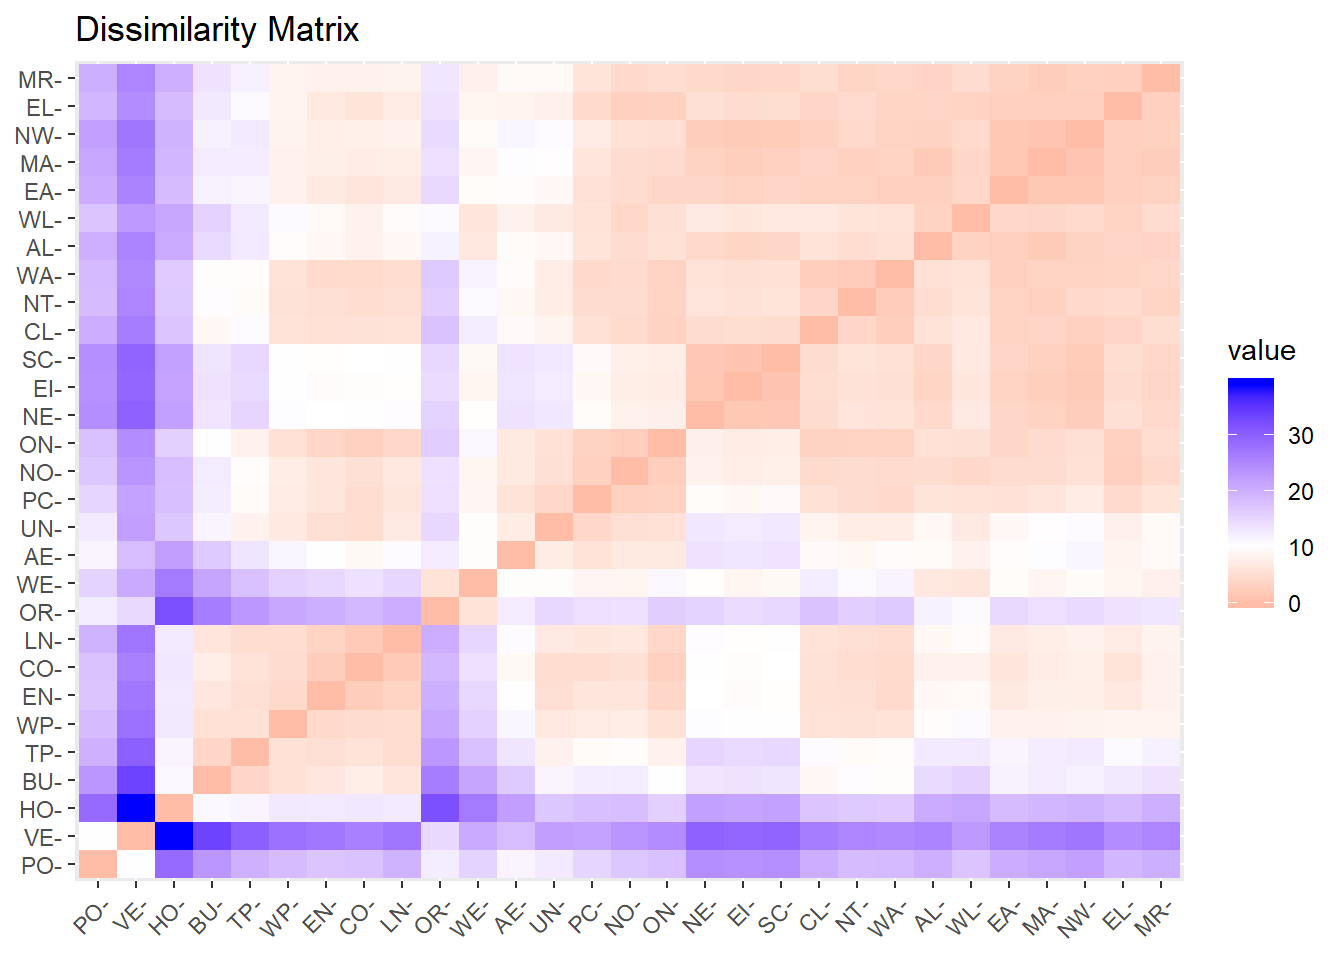 Dissimilarity Matrix
MR-
EL-
NW-
MA-
EA-
WL-
AL-
WA-
NT-
CL-
SC-
EI-
NE-
ON-
NO-
PC-
UN-
AE-
WE-
OR-
LN-
CO-
EN-
WP-
TP-
BU-
HO-
VE-
PO-
value
30
20
10
0
PO- VE- HO- BU- TP- WP- EN- CO- LN- OR- WE- AE- UN- PC- NO- ON- NE- EI- SC- CL- NT- WA- AL- WL- EA- MA- NW- EL- MR-